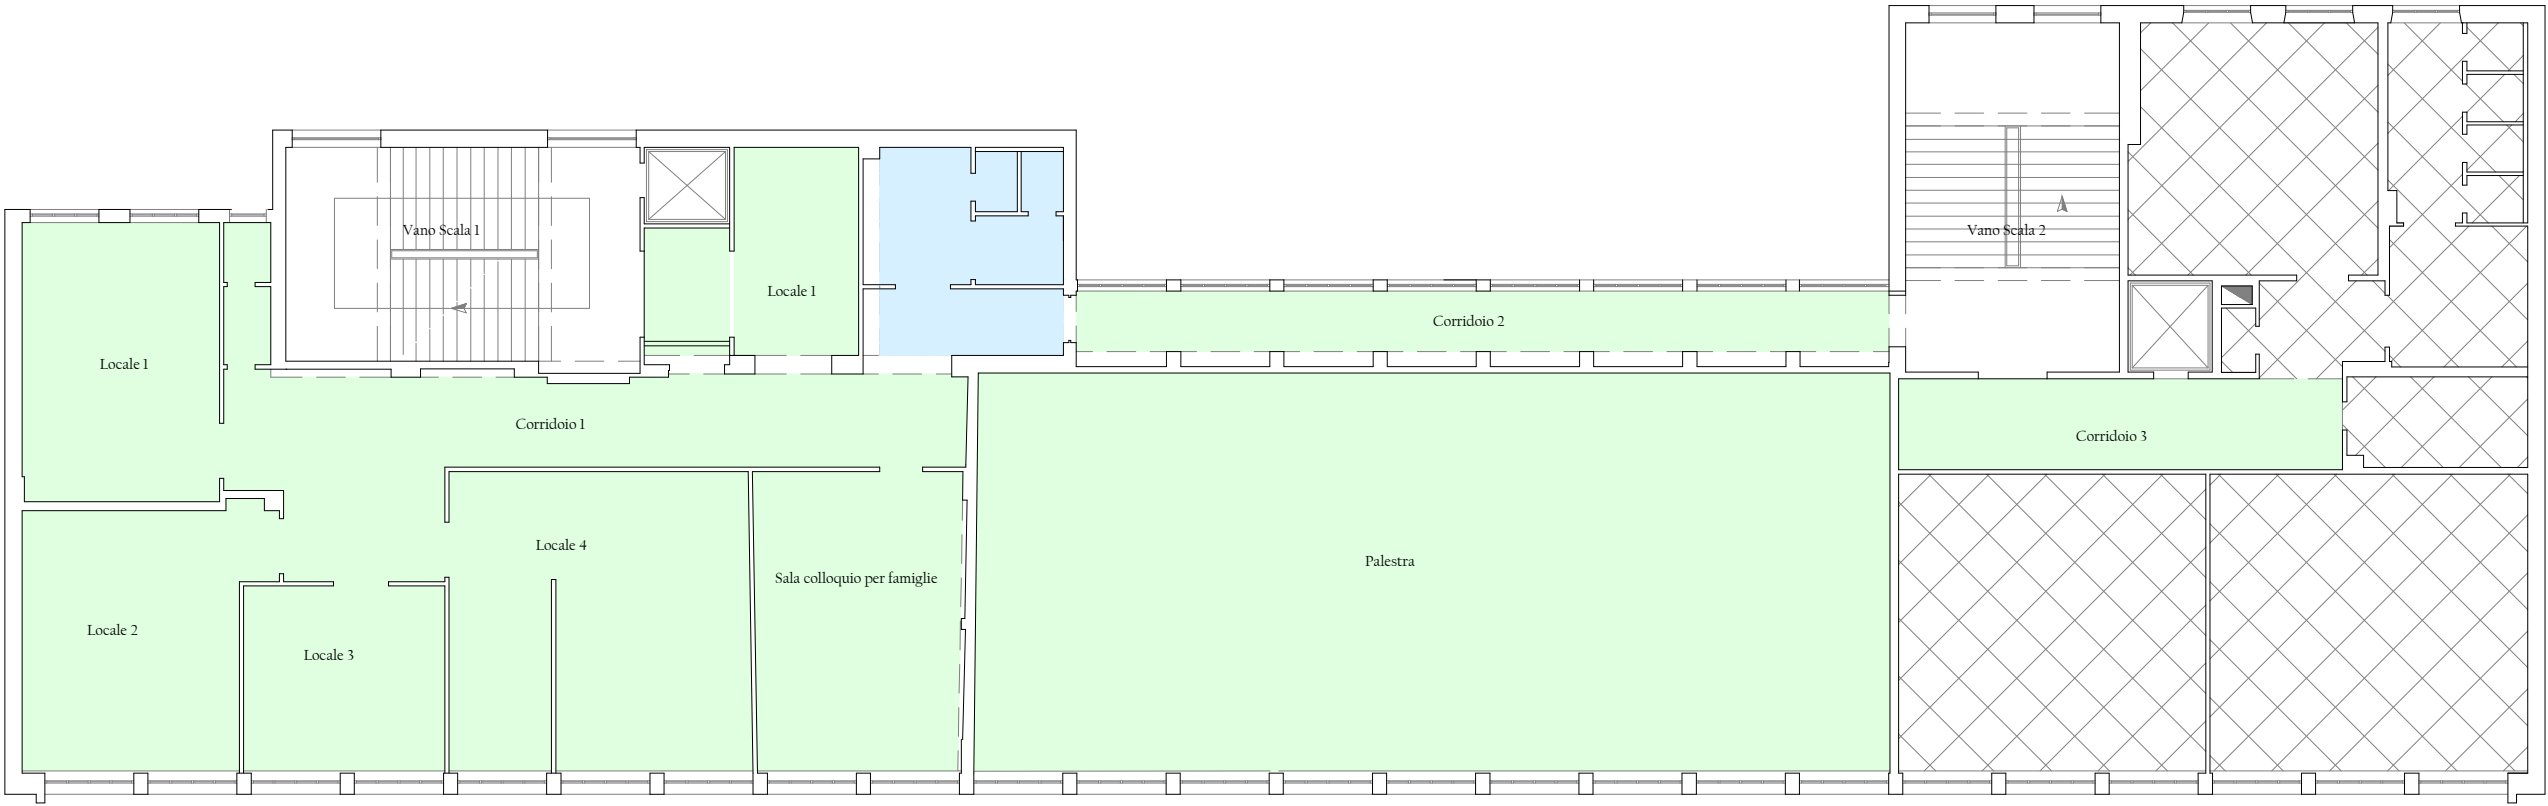 Vano Scala 1
Vano Scala 2
Locale 1
Corridoio 2
Locale 1
Corridoio 1
Corridoio 3
Locale 4
Palestra
Sala colloquio per famiglie
Locale 2
Locale 3